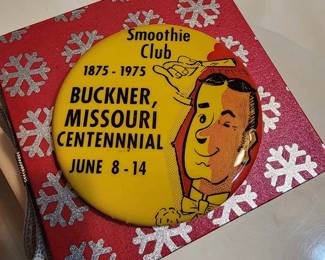 Smoothie
Club
1875 - 1975
BUCKNER,
MISSOURI
CENTENNNIAL
JUNE 8 - 14